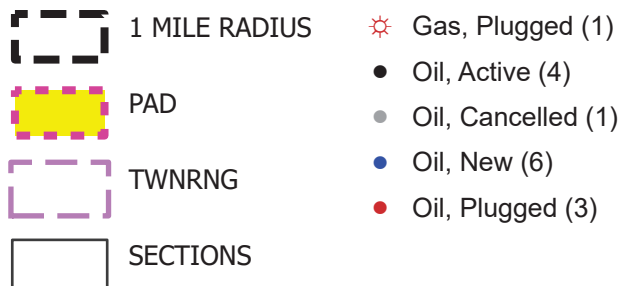 1 MILE RADIUS
PAD
TWNRNG
SECTIONS
Gas, Plugged (1)
Oil, Active (4)
Oil, Cancelled (1)
Oil, New (6)
Oil, Plugged (3)